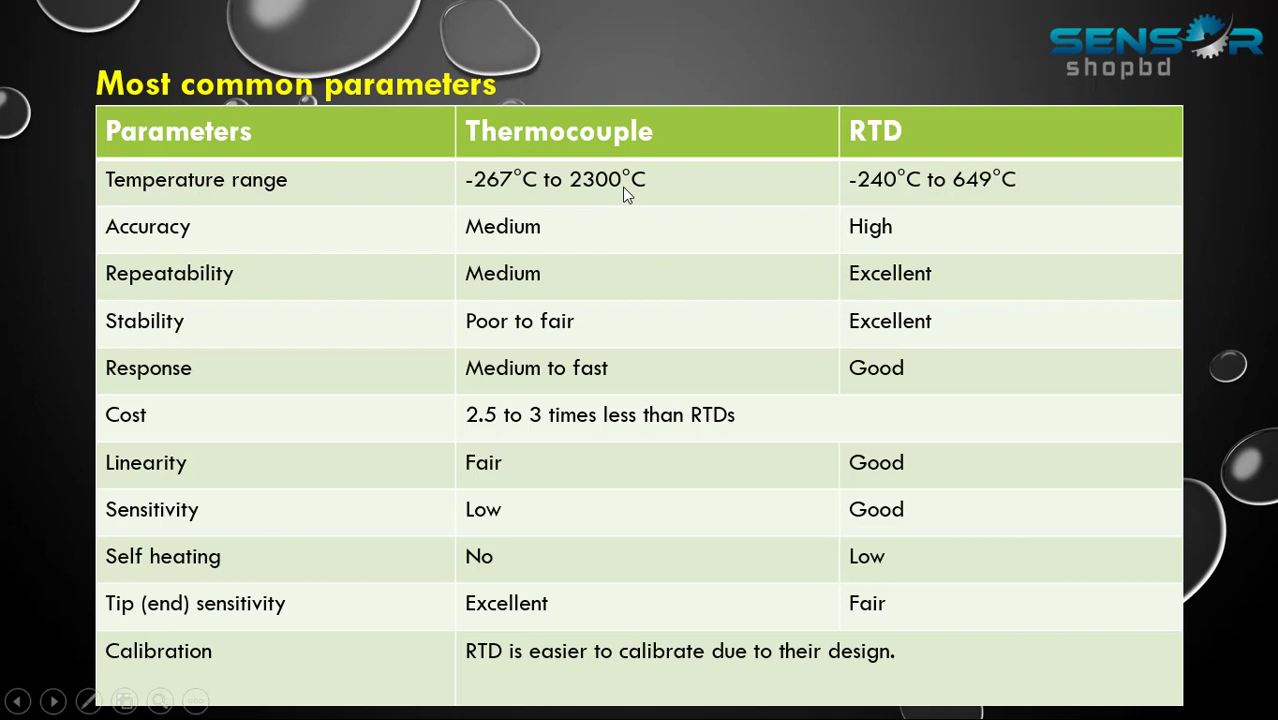 SENSOR
shopbd
Most common parameters
Parameters Thermocouple RTD
Temperature range -267°C to 2300°C -240°C to 649°C
Accuracy Medium High
Repeatability Medium Excellent
Stability Poor to fair Excellent
Response Medium to fast Good
Cost 2.5 to 3 times less than RTDs
Linearity Fair Good
Sensitivity Low Good
Self heating No Low
Tip (end) sensitivity Excellent Fair
Calibration RTD is easier to calibrate due to their design.